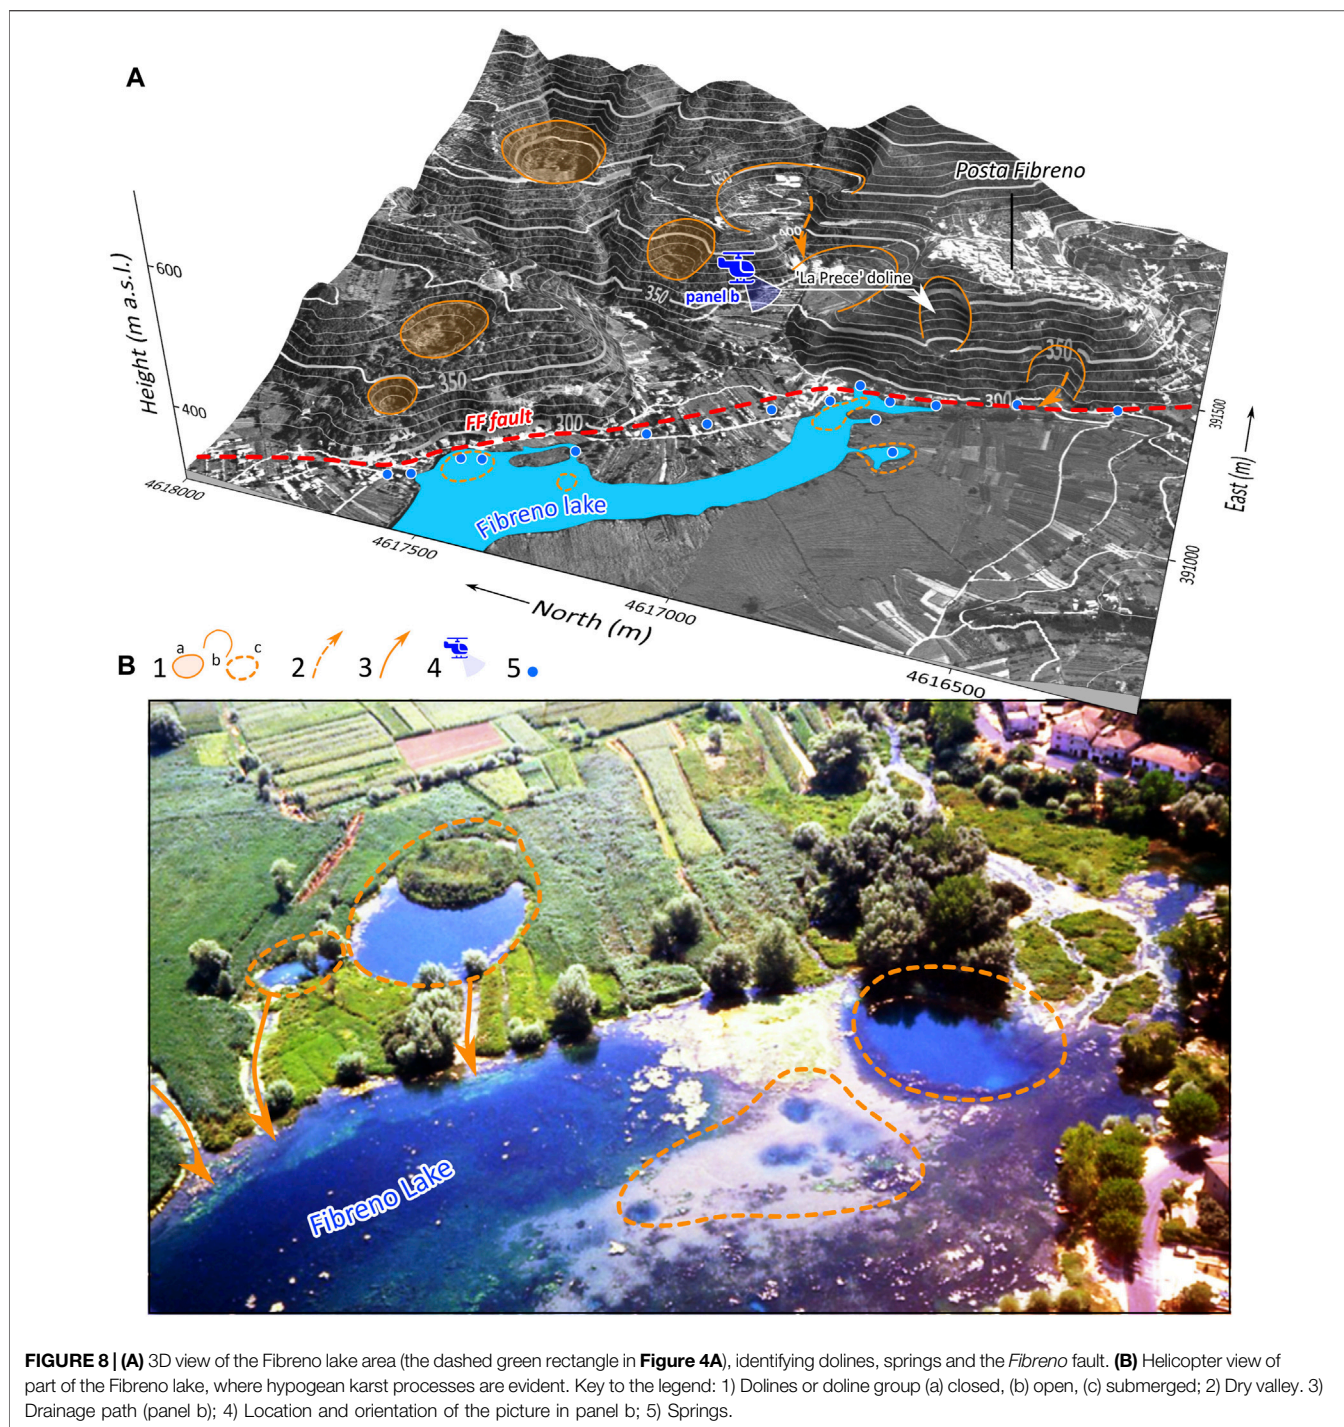 A
Posta Fibreno
450
400
'La Prece' doline
panel b
350
350
350
300
300
FF fault
Fibreno lake
600
400
Height (m a.s.l.)
4618000
4617500
4617000
4616500
North (m)
391500
391000
East (m)
B
1 a b c 2 3 4 5
Fibreno Lake
FIGURE 8 | (A) 3D view of the Fibreno lake area (the dashed green rectangle in Figure 4A), identifying dolines, springs and the Fibreno fault. (B) Helicopter view of
part of the Fibreno lake, where hypogean karst processes are evident. Key to the legend: 1) Dolines or doline group (a) closed, (b) open, (c) submerged; 2) Dry valley. 3)
Drainage path (panel b); 4) Location and orientation of the picture in panel b; 5) Springs.